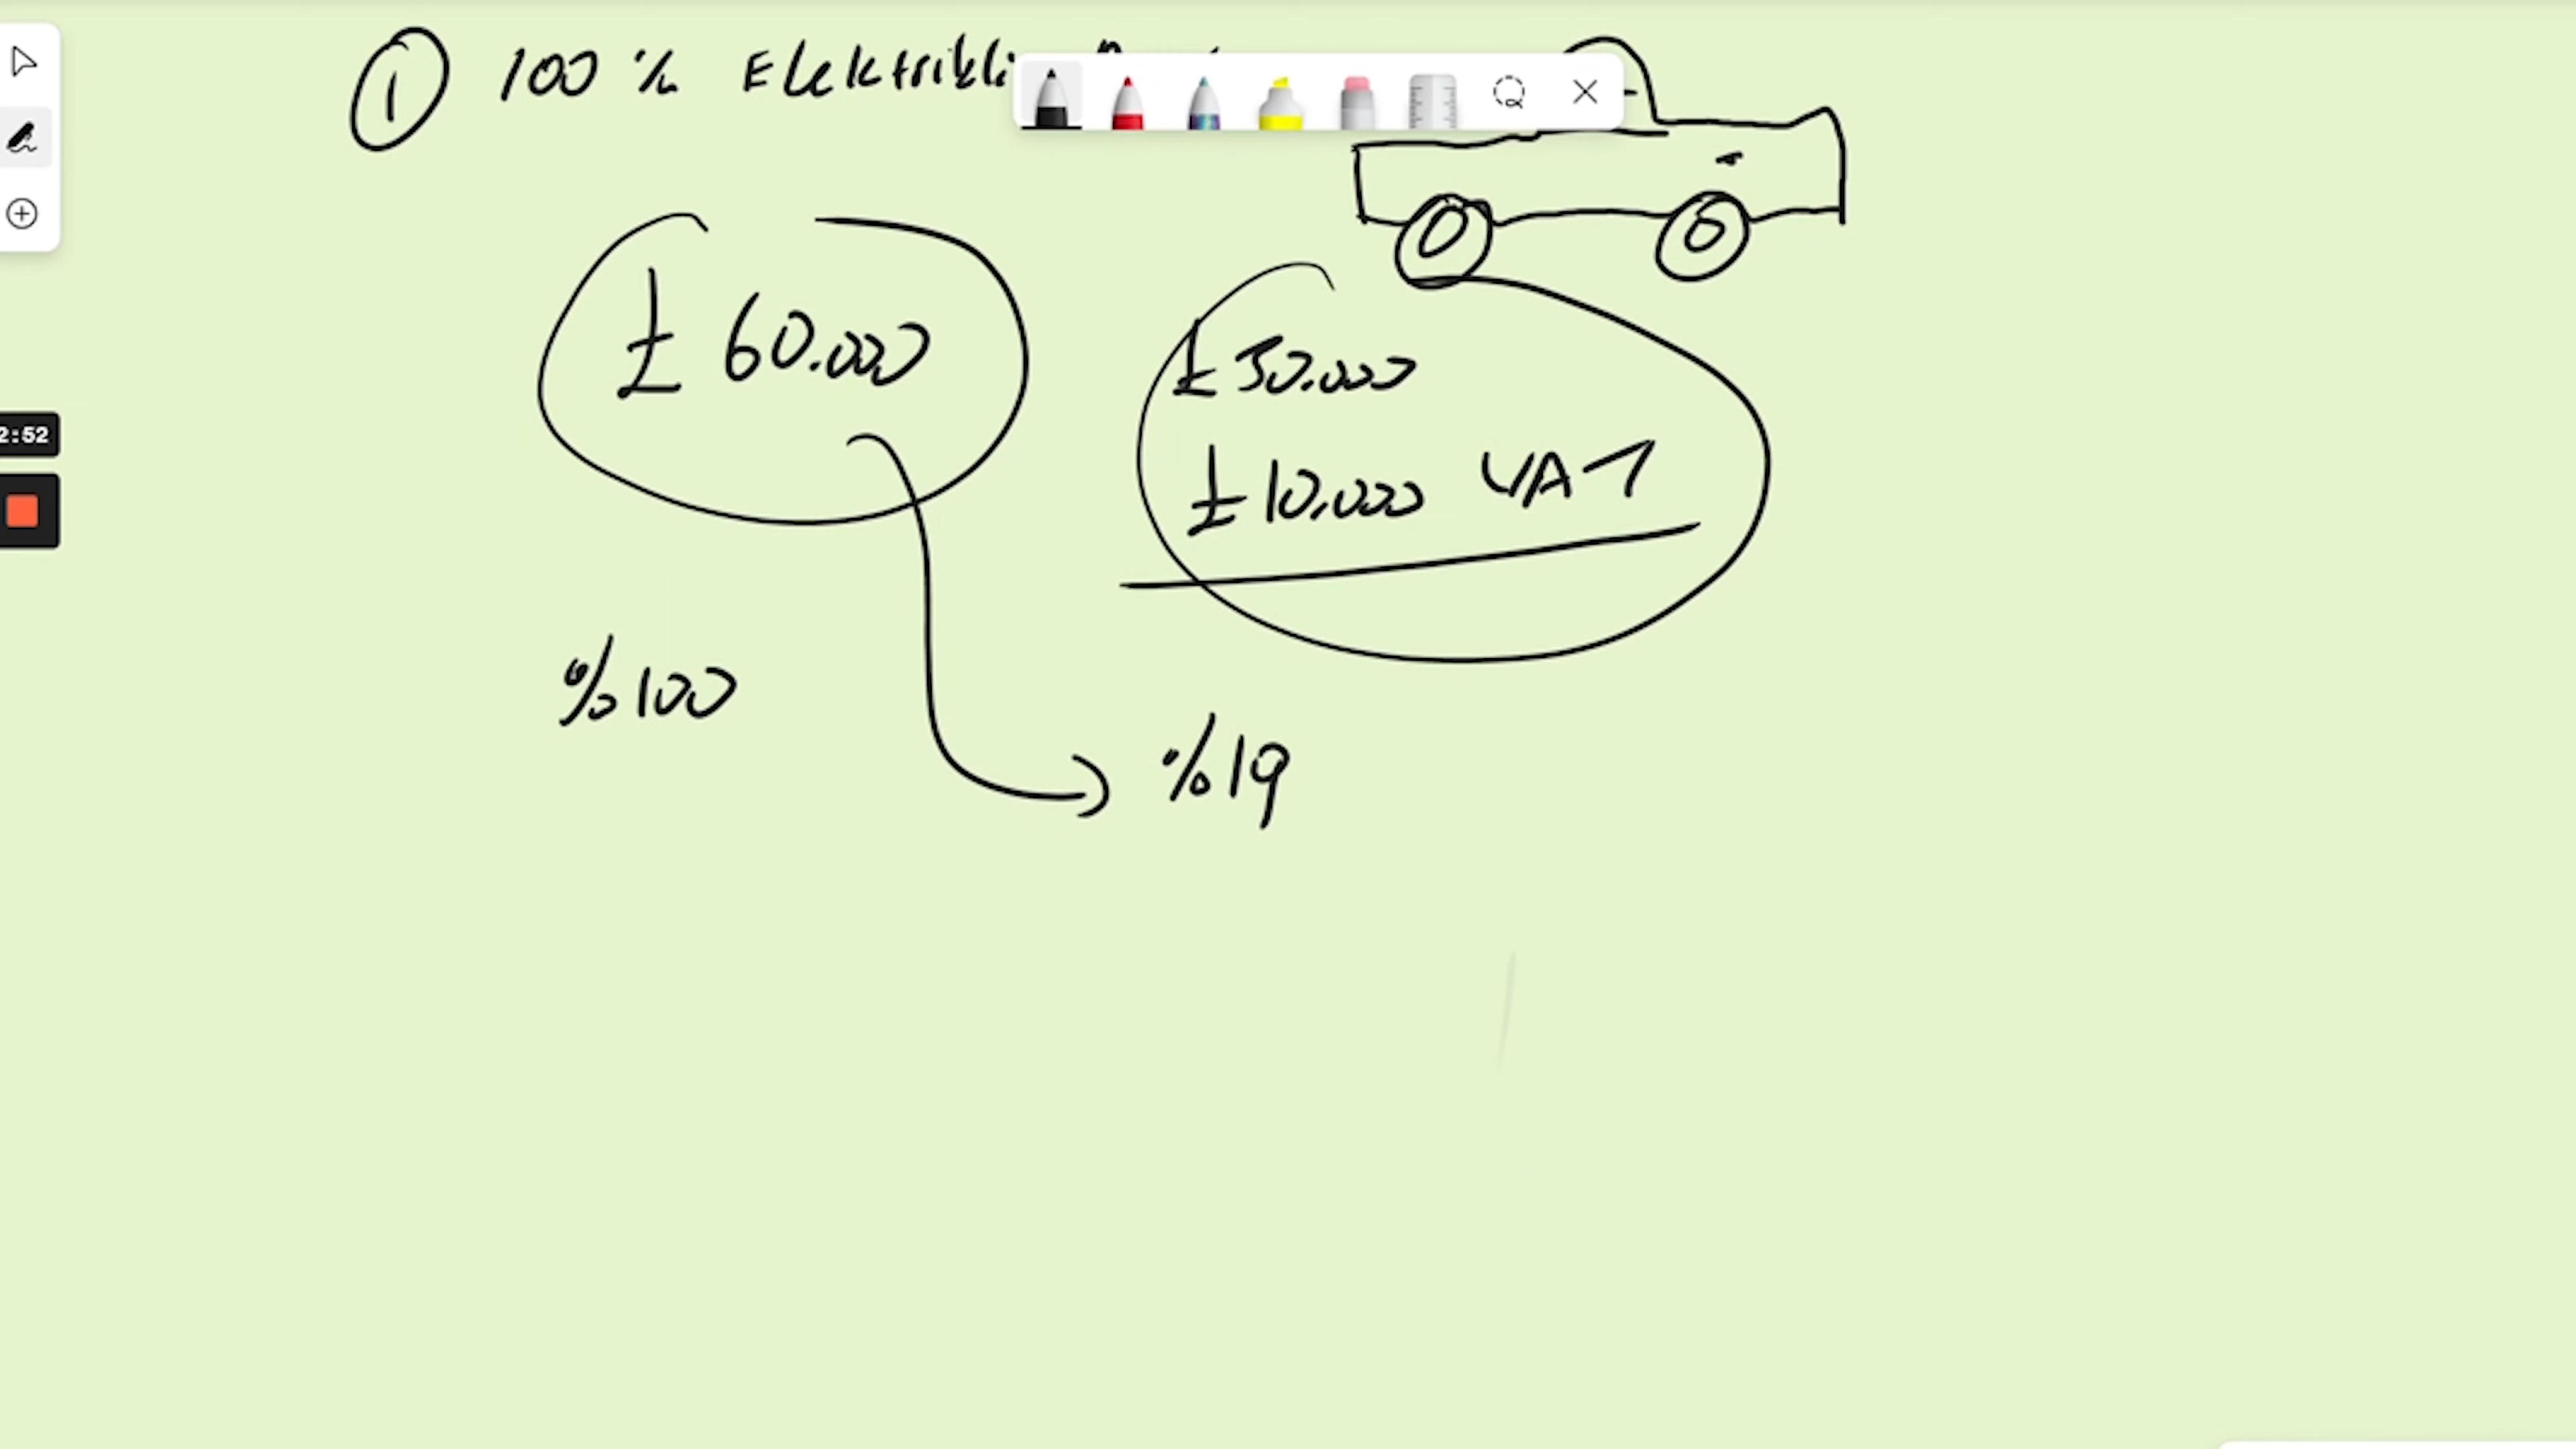 ① 100 % Elektrikli
£ 60.000
£ 50.000
£ 10.000 VAT
%100
%19
2:52